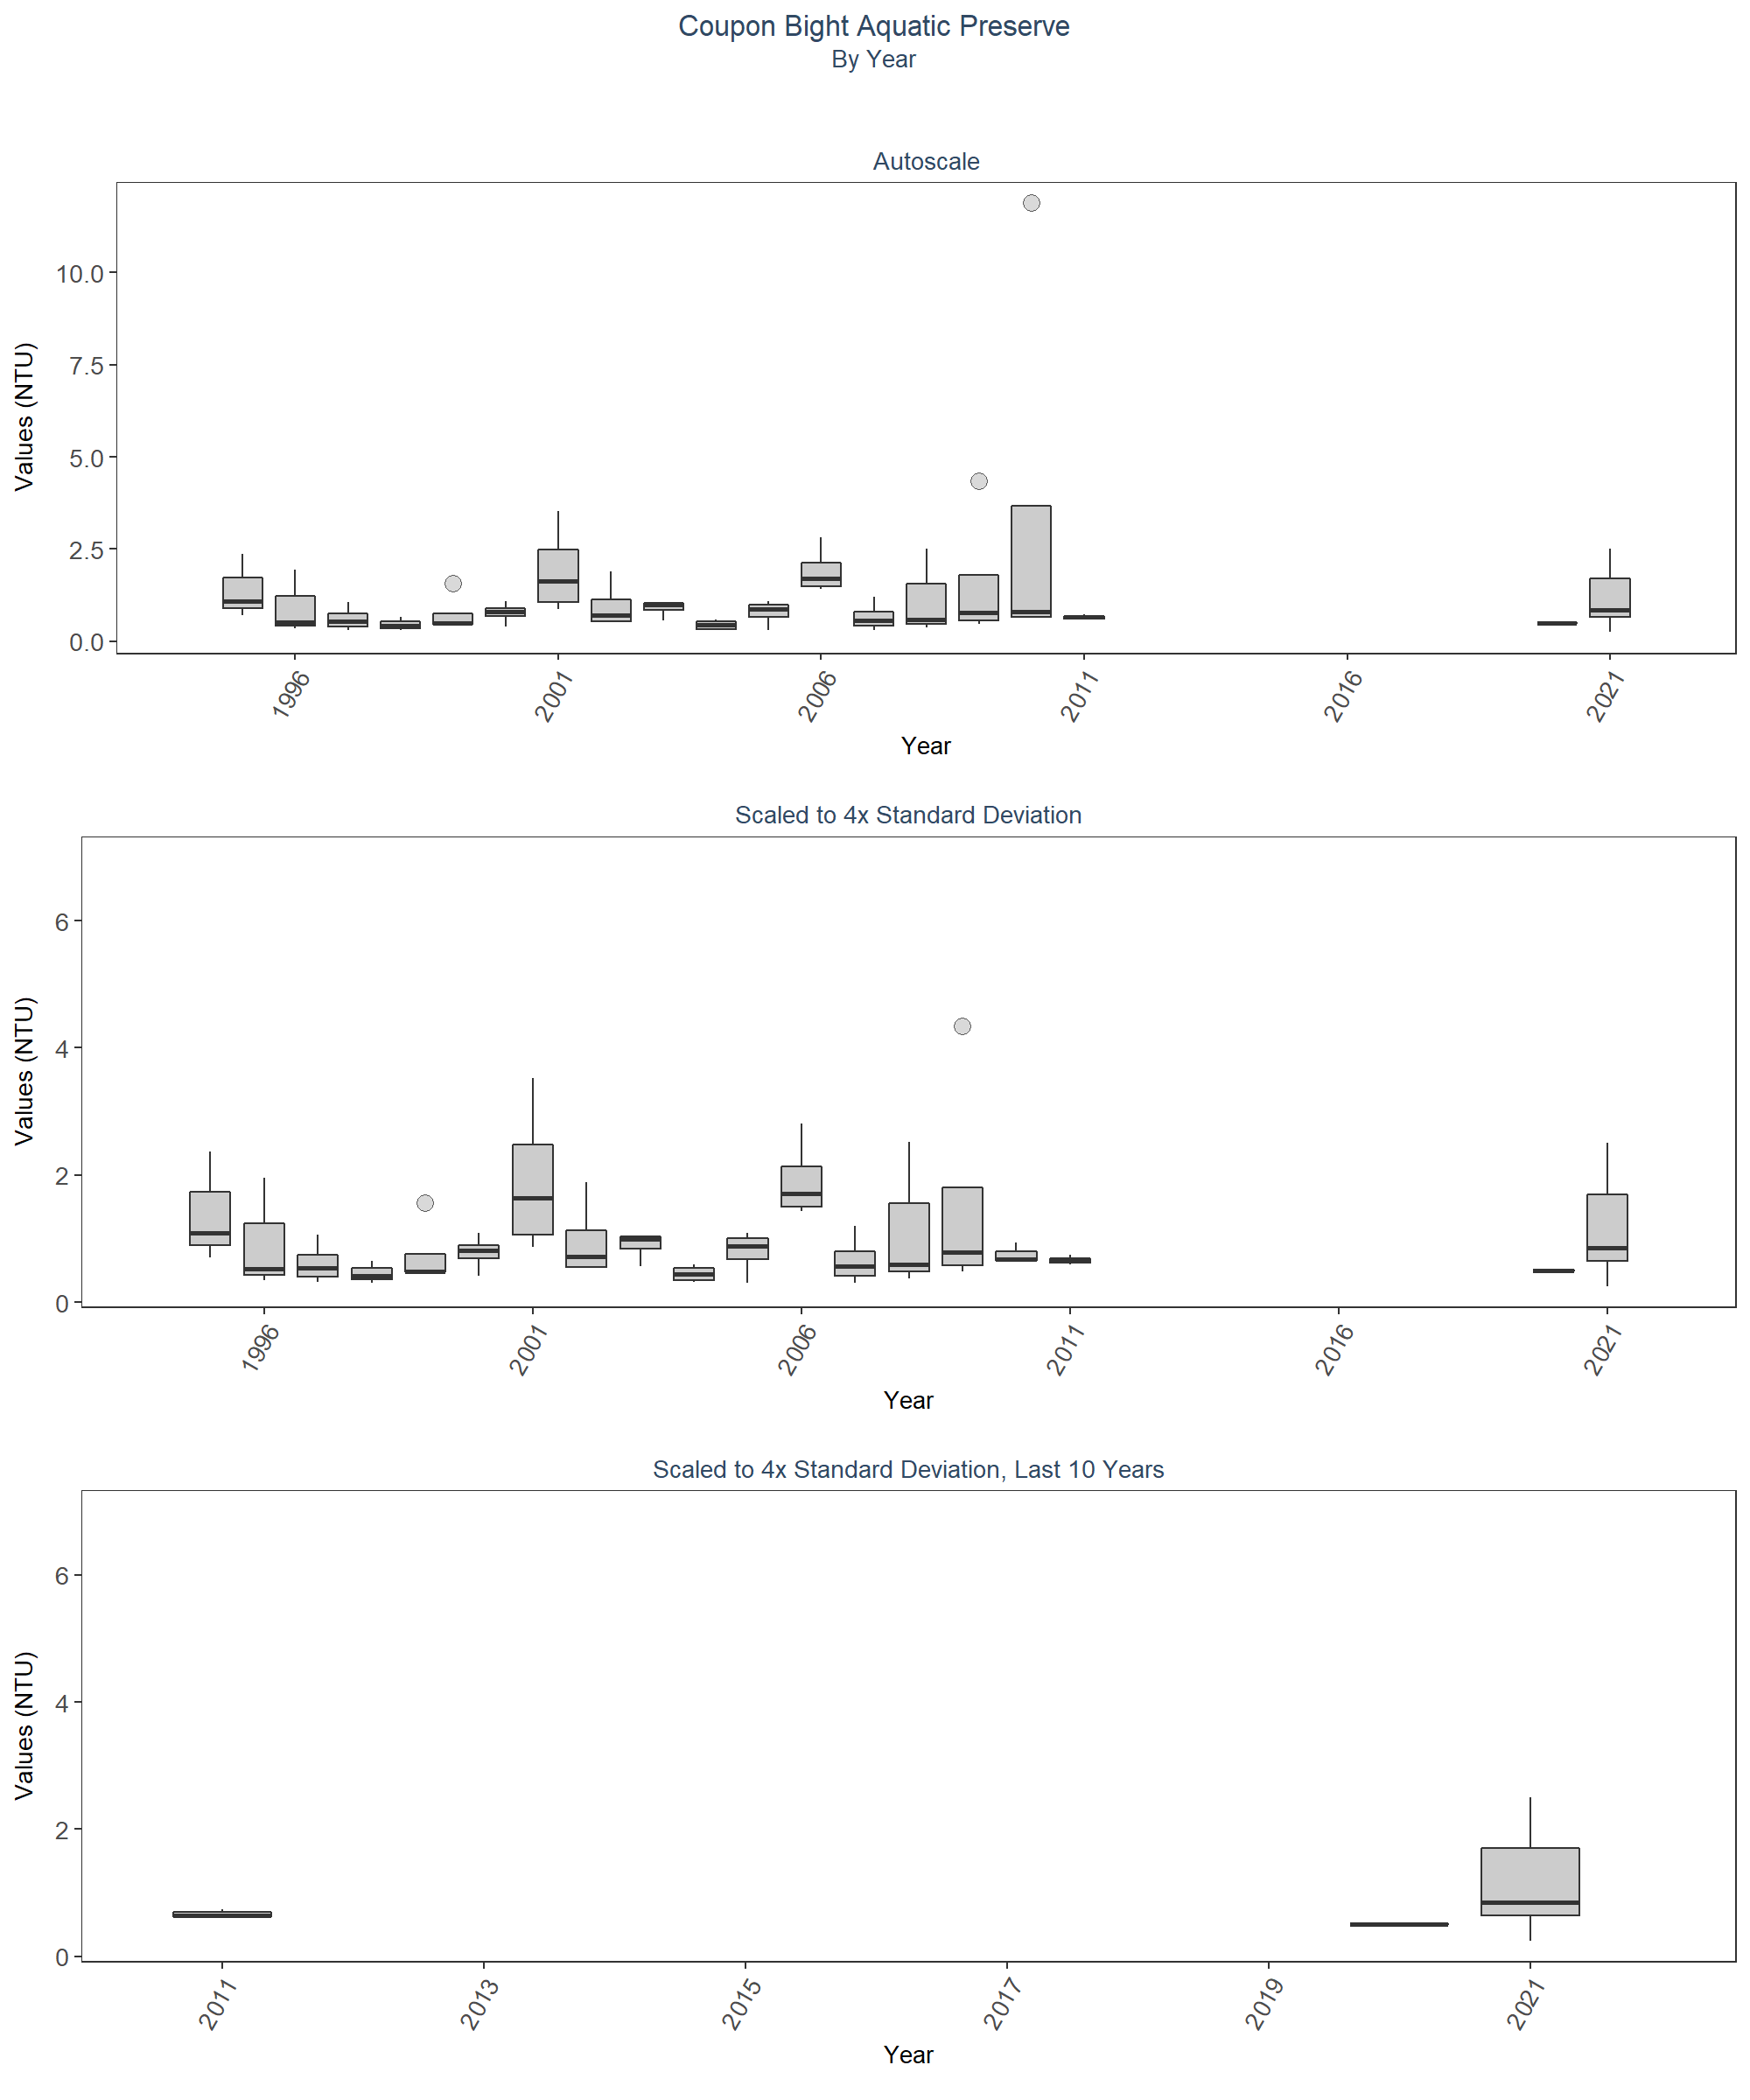 Coupon Bight Aquatic Preserve
By Year
Autoscale
Values (NTU)
10.0
7.5
5.0
2.5
0.0
1996 2001 2006 2011 2016 2021
Year
Scaled to 4x Standard Deviation
Values (NTU)
6
4
2
0
1996 2001 2006 2011 2016 2021
Year
Scaled to 4x Standard Deviation, Last 10 Years
Values (NTU)
6
4
2
0
2011 2013 2015 2017 2019 2021
Year